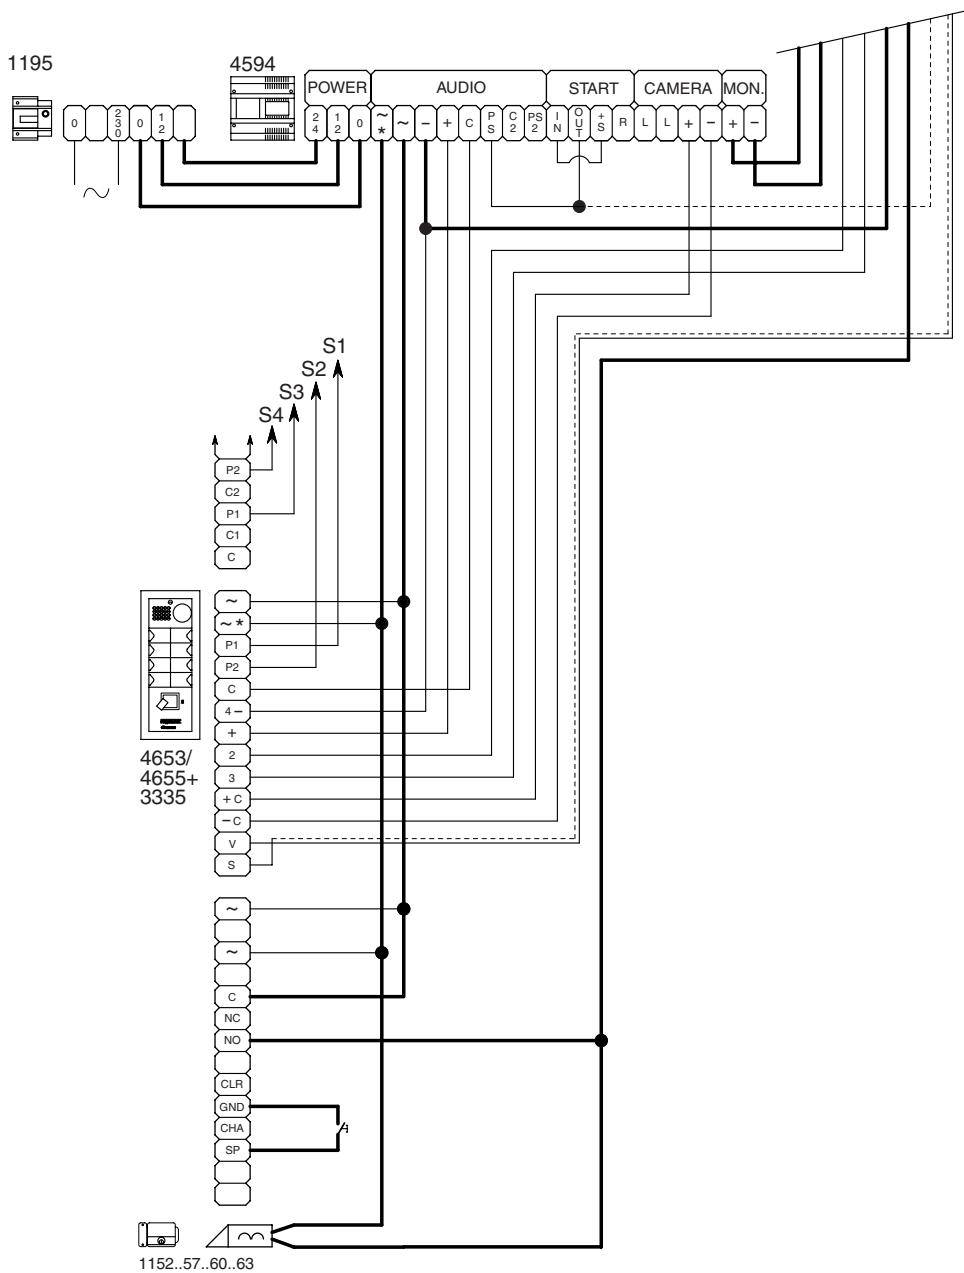 1195
4594
POWER AUDIO START CAMERA MON.
0 230 0 12
24 12 0 ~* ~ − + C PS C2 PS2 IN OUT +S R L L + − + −
S1
S2
S3
S4
P2
C2
P1
C1
C
~
~*
P1
P2
C
4−
+
2
3
+C
−C
V
S
4653/
4655+
3335
~
~
C
NC
NO
CLR
GND
CHA
SP
1152..57..60..63